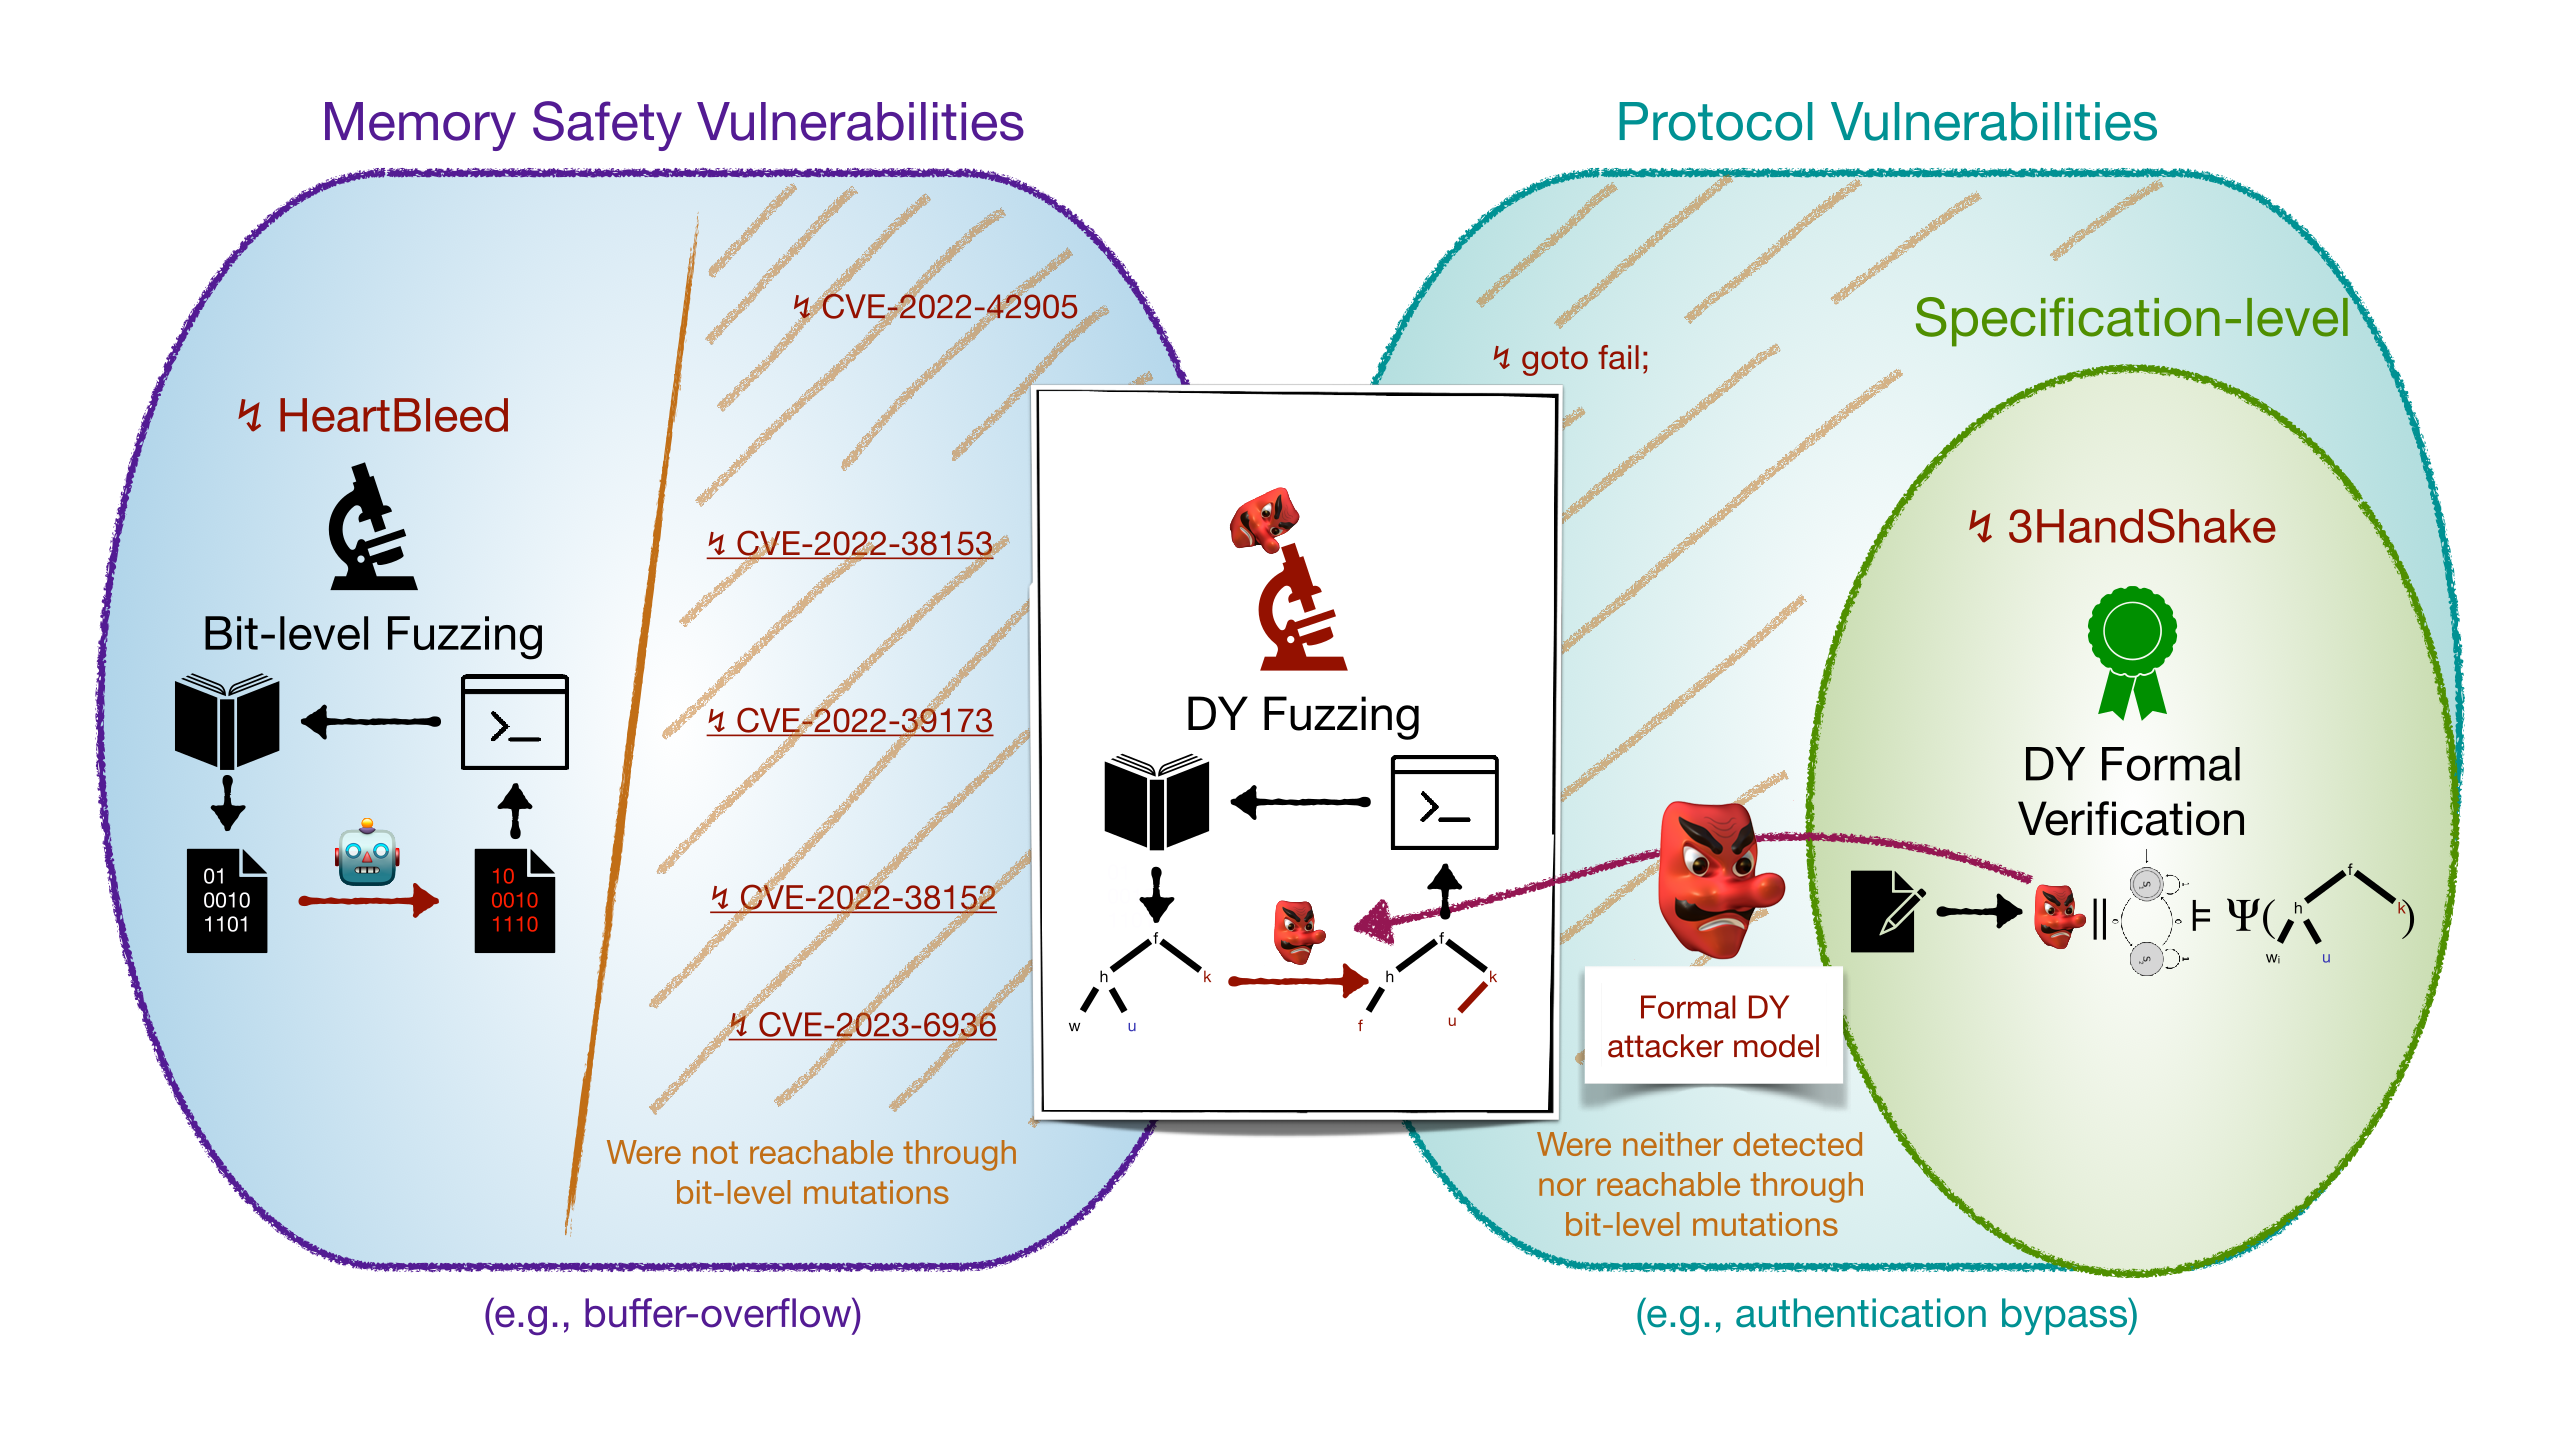 Memory Safety Vulnerabilities
Protocol Vulnerabilities
↯ CVE-2022-42905
↯ HeartBleed
Bit-level Fuzzing
01
0010
1101
10
0010
1110
↯ CVE-2022-38153
↯ CVE-2022-39173
↯ CVE-2022-38152
↯ CVE-2023-6936
Were not reachable through
bit-level mutations
(e.g., buffer-overflow)
DY Fuzzing
>_
f
h
k
w
u
f
h
k
f
u
↯ goto fail;
Specification-level
↯ 3HandShake
DY Formal
Verification
|| ⊨ Ψ( )
f
h
k
wᵢ
u
Formal DY
attacker model
Were neither detected
nor reachable through
bit-level mutations
(e.g., authentication bypass)